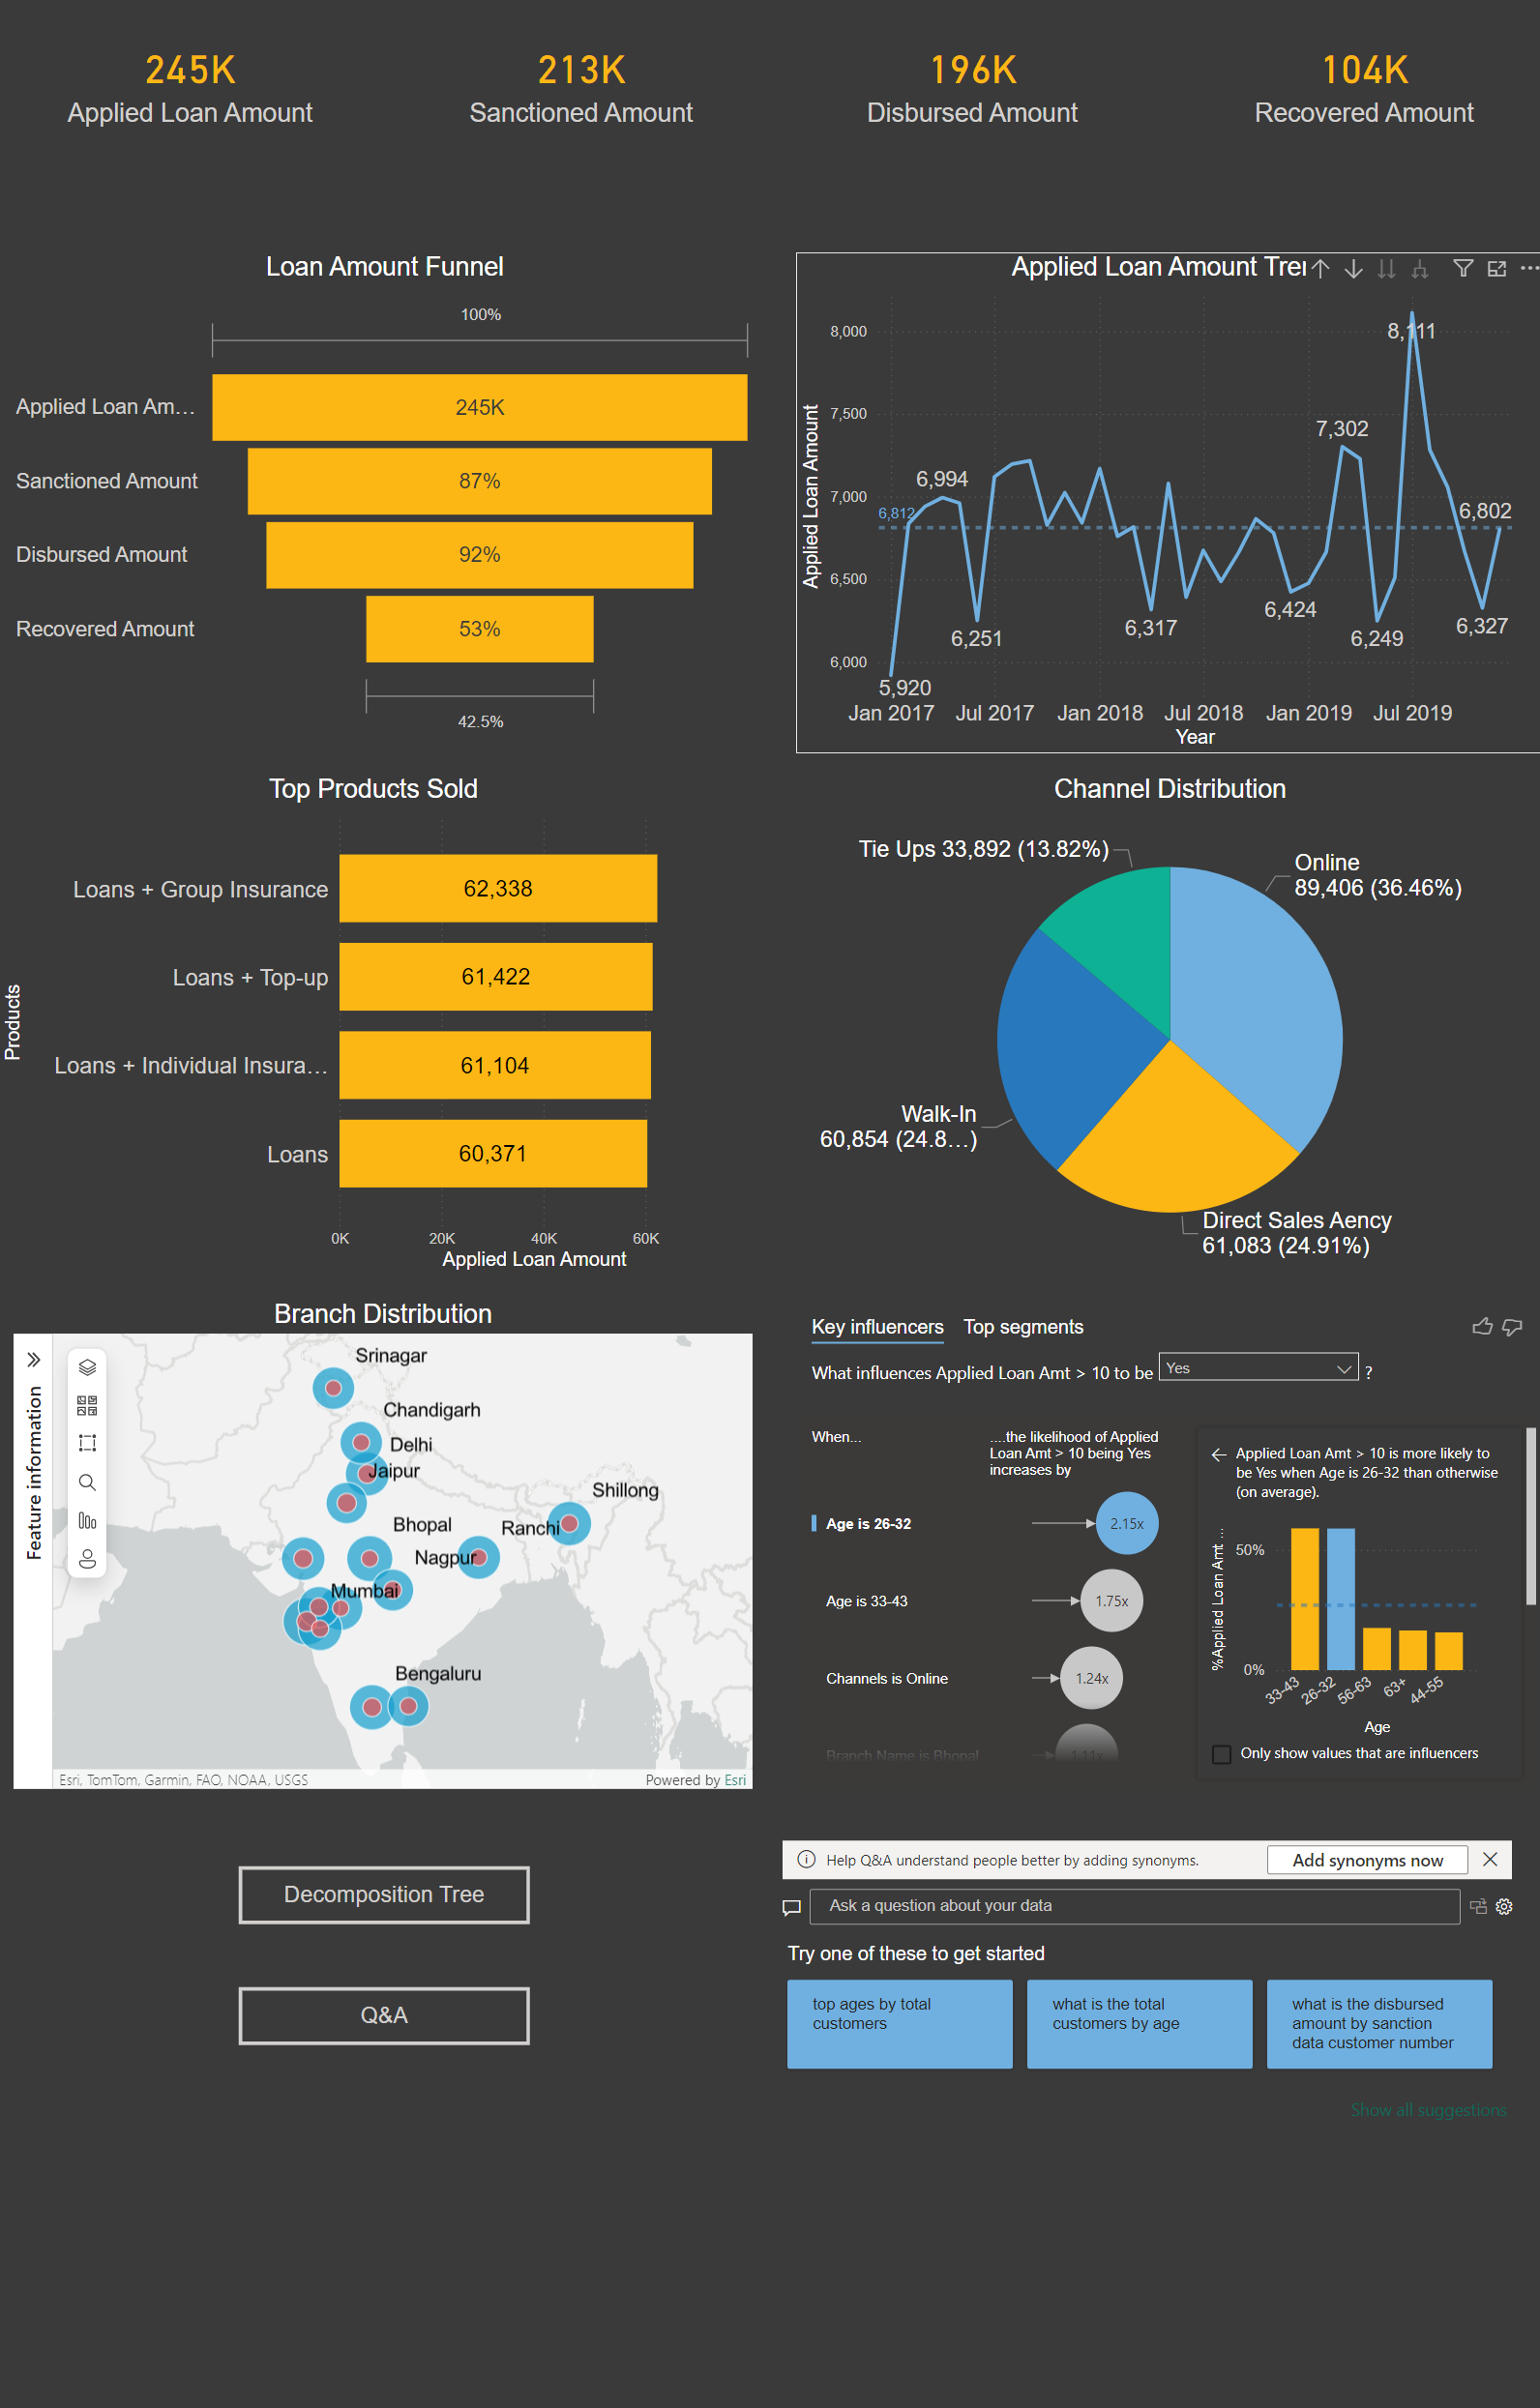 245K
Applied Loan Amount
213K
Sanctioned Amount
196K
Disbursed Amount
104K
Recovered Amount
Loan Amount Funnel
100%
Applied Loan Am…
245K
Sanctioned Amount
87%
Disbursed Amount
92%
Recovered Amount
53%
42.5%
Applied Loan Amount Tre
Applied Loan Amount
8,000
7,500
7,000
6,500
6,000
6,812
5,920
6,994
6,251
6,317
6,424
7,302
6,249
8,111
6,327
6,802
Jan 2017
Jul 2017
Jan 2018
Jul 2018
Jan 2019
Jul 2019
Year
Top Products Sold
Products
Loans + Group Insurance
62,338
Loans + Top-up
61,422
Loans + Individual Insura…
61,104
Loans
60,371
0K
20K
40K
60K
Applied Loan Amount
Channel Distribution
Tie Ups 33,892 (13.82%)
Online
89,406 (36.46%)
Walk-In
60,854 (24.8…)
Direct Sales Aency
61,083 (24.91%)
Branch Distribution
Feature information
Srinagar
Chandigarh
Delhi
Jaipur
Shillong
Bhopal
Ranchi
Nagpur
Mumbai
Bengaluru
Esri, TomTom, Garmin, FAO, NOAA, USGS
Powered by Esri
Key influencers
Top segments
What influences Applied Loan Amt > 10 to be
Yes
?
When...
....the likelihood of Applied
Loan Amt > 10 being Yes
increases by
Age is 26-32
2.15x
Age is 33-43
1.75x
Channels is Online
1.24x
Branch Name is Bhopal
1.11x
Applied Loan Amt > 10 is more likely to
be Yes when Age is 26-32 than otherwise
(on average).
%Applied Loan Amt ...
50%
0%
33-43
26-32
56-63
63+
44-55
Age
Only show values that are influencers
Decomposition Tree
Q&A
Help Q&A understand people better by adding synonyms.
Add synonyms now
Ask a question about your data
Try one of these to get started
top ages by total
customers
what is the total
customers by age
what is the disbursed
amount by sanction
data customer number
Show all suggestions